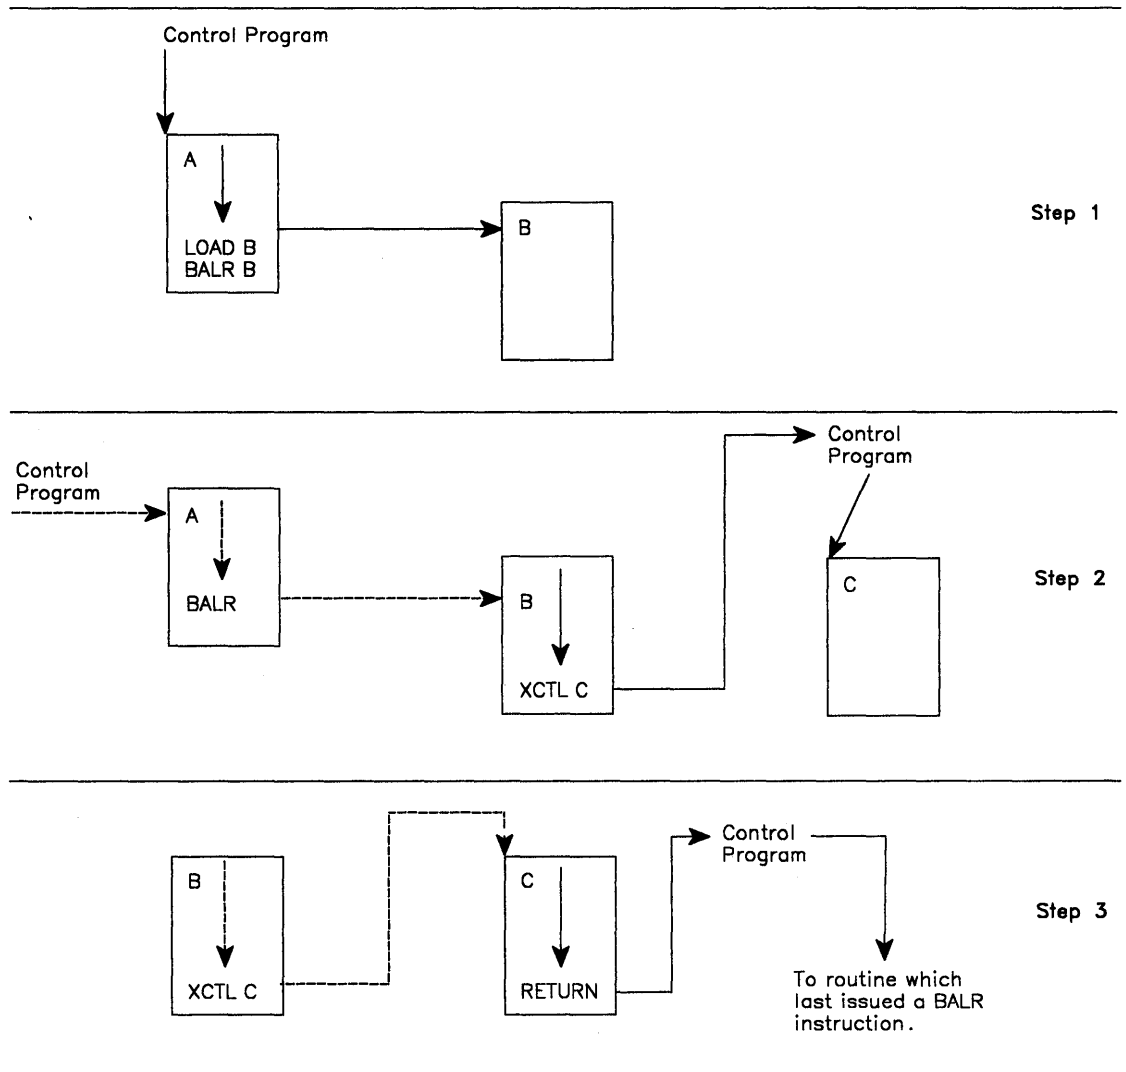 Control Program
A
LOAD B
BALR B
B
Step 1
Control
Program
A
BALR
B
XCTL C
Control
Program
C
Step 2
B
XCTL C
C
RETURN
Control
Program
To routine which
last issued a BALR
instruction.
Step 3